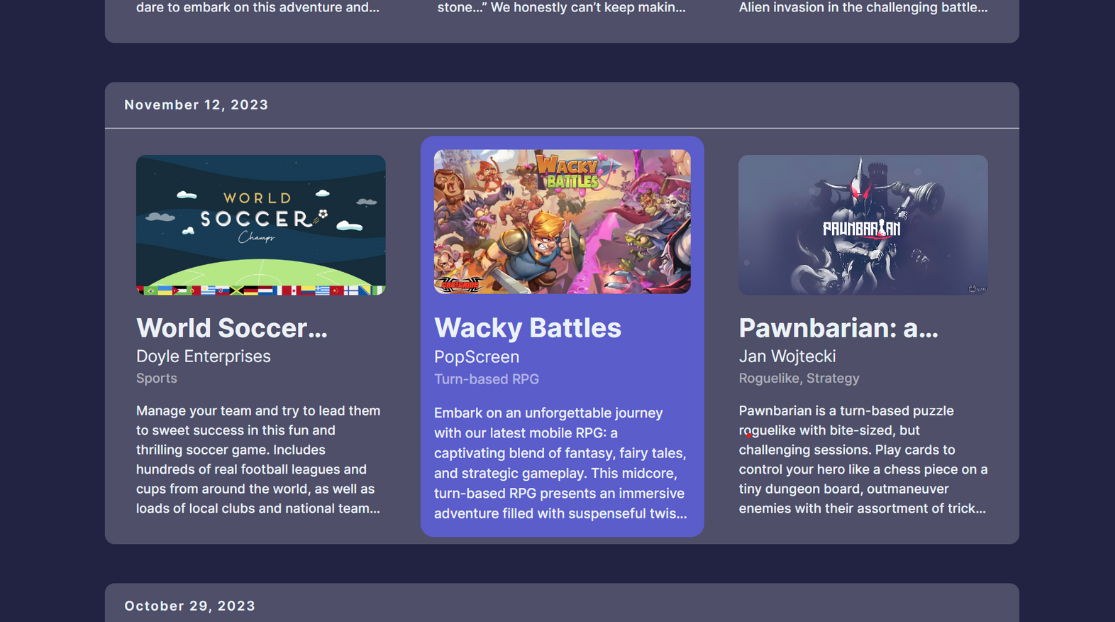 dare to embark on this adventure and...
stone...” We honestly can’t keep makin...
Alien invasion in the challenging battle...
November 12, 2023
WORLD
SOCCER
Champs
World Soccer...
Doyle Enterprises
Sports
Manage your team and try to lead them
to sweet success in this fun and
thrilling soccer game. Includes
hundreds of real football leagues and
cups from around the world, as well as
loads of local clubs and national team...
WACKY
BATTLES
Wacky Battles
PopScreen
Turn-based RPG
Embark on an unforgettable journey
with our latest mobile RPG: a
captivating blend of fantasy, fairy tales,
and strategic gameplay. This midcore,
turn-based RPG presents an immersive
adventure filled with suspenseful twis...
PAWNBARIAN
Pawnbarian: a...
Jan Wojtecki
Roguelike, Strategy
Pawnbarian is a turn-based puzzle
roguelike with bite-sized, but
challenging sessions. Play cards to
control your hero like a chess piece on a
tiny dungeon board, outmaneuver
enemies with their assortment of trick...
October 29, 2023